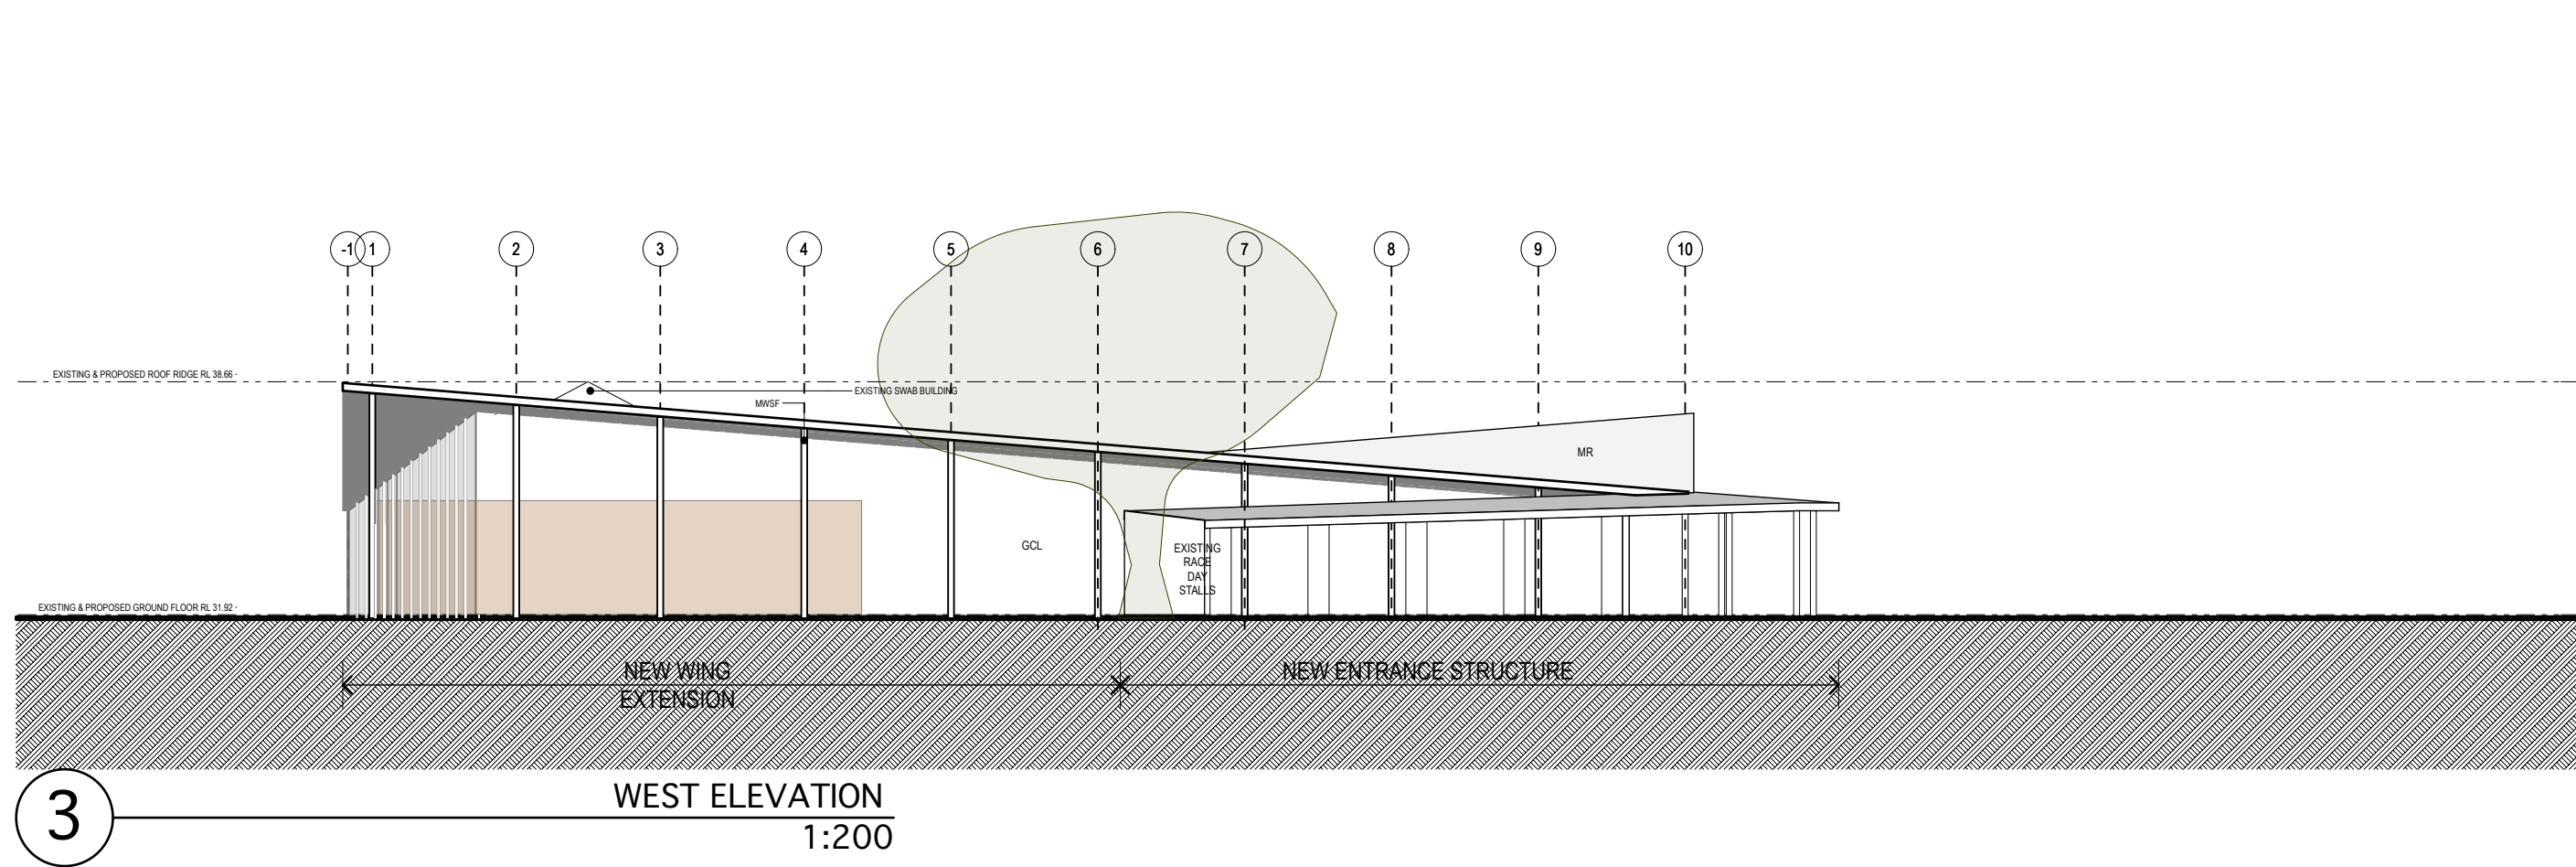 -1 1 2 3 4 5 6 7 8 9 10
EXISTING & PROPOSED ROOF RIDGE RL 38.66
EXISTING SWAB BUILDING
MWSF
MR
GCL
EXISTING
RACE
DAY
STALLS
EXISTING & PROPOSED GROUND FLOOR RL 31.92
NEW WING
EXTENSION
NEW ENTRANCE STRUCTURE
3
WEST ELEVATION
1:200